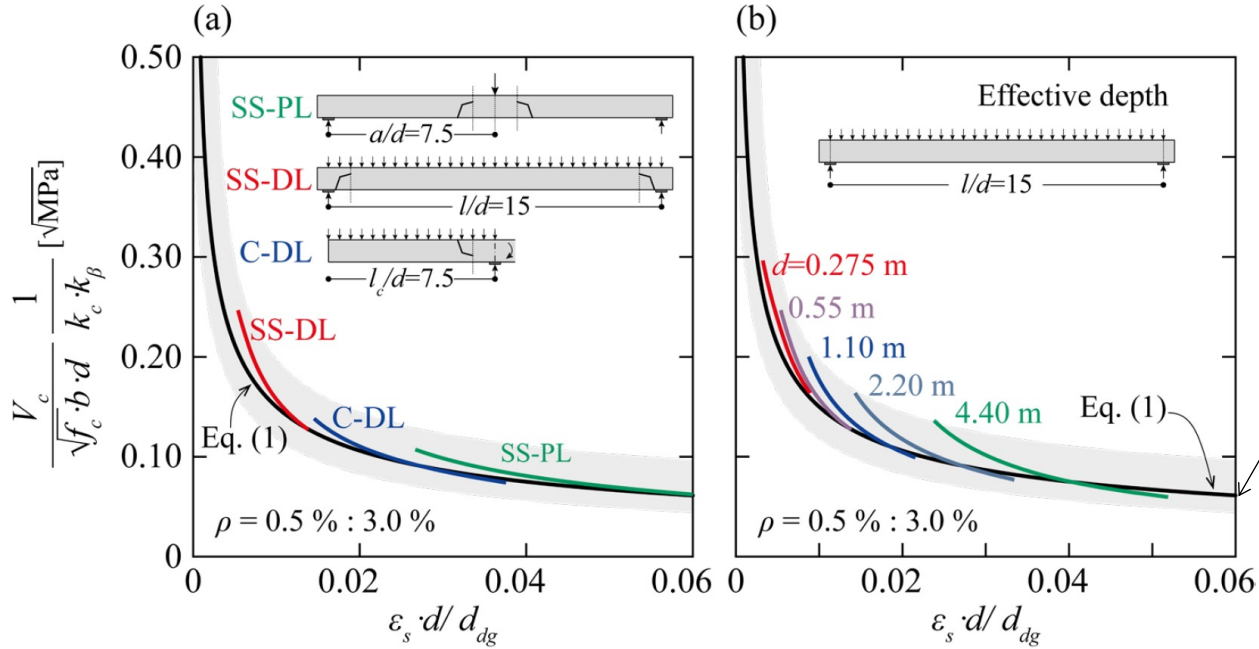 (a)
(b)
V_c / (√f_c · b · d) 1 / (k_c · k_β) [√MPa]
0.50
0.40
0.30
0.20
0.10
0
SS-PL
a/d=7.5
SS-DL
l/d=15
C-DL
l_c/d=7.5
SS-DL
C-DL
SS-PL
Eq. (1)
ρ = 0.5 % : 3.0 %
0 0.02 0.04 0.06
ε_s ·d/ d_dg
Effective depth
l/d=15
d=0.275 m
0.55 m
1.10 m
2.20 m
4.40 m
Eq. (1)
ρ = 0.5 % : 3.0 %
0 0.02 0.04 0.06
ε_s ·d/ d_dg